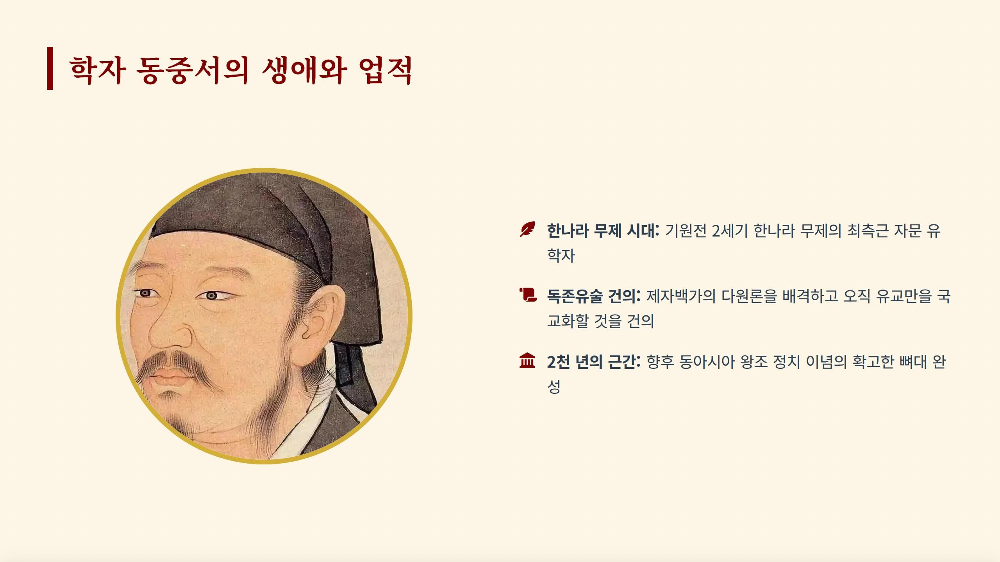 학자 동중서의 생애와 업적
한나라 무제 시대: 기원전 2세기 한나라 무제의 최측근 자문 유
학자
독존유술 건의: 제자백가의 다원론을 배격하고 오직 유교만을 국
교화할 것을 건의
2천 년의 근간: 향후 동아시아 왕조 정치 이념의 확고한 뼈대 완
성